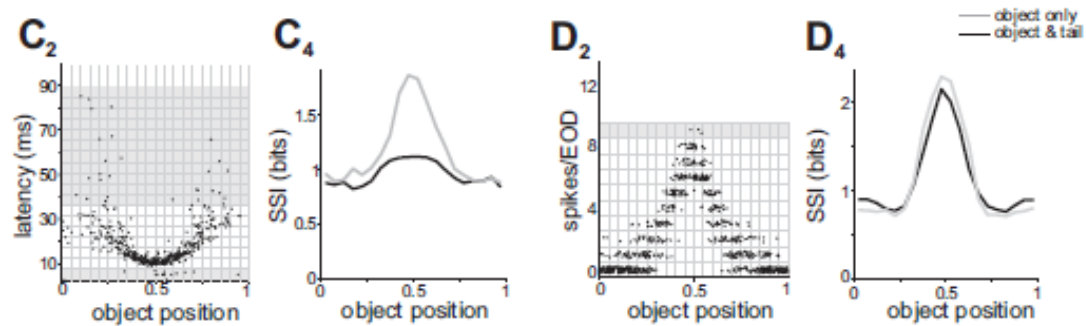 object only
object & tail
C2
C4
D2
D4
latency (ms)
90
70
50
30
10
0
0.5
1
object position
SSI (bits)
1.5
1
0.5
0
0
0.5
1
object position
spikes/EOD
12
8
4
0
0
0.5
1
object position
SSI (bits)
2
1
0
0
0.5
1
object position